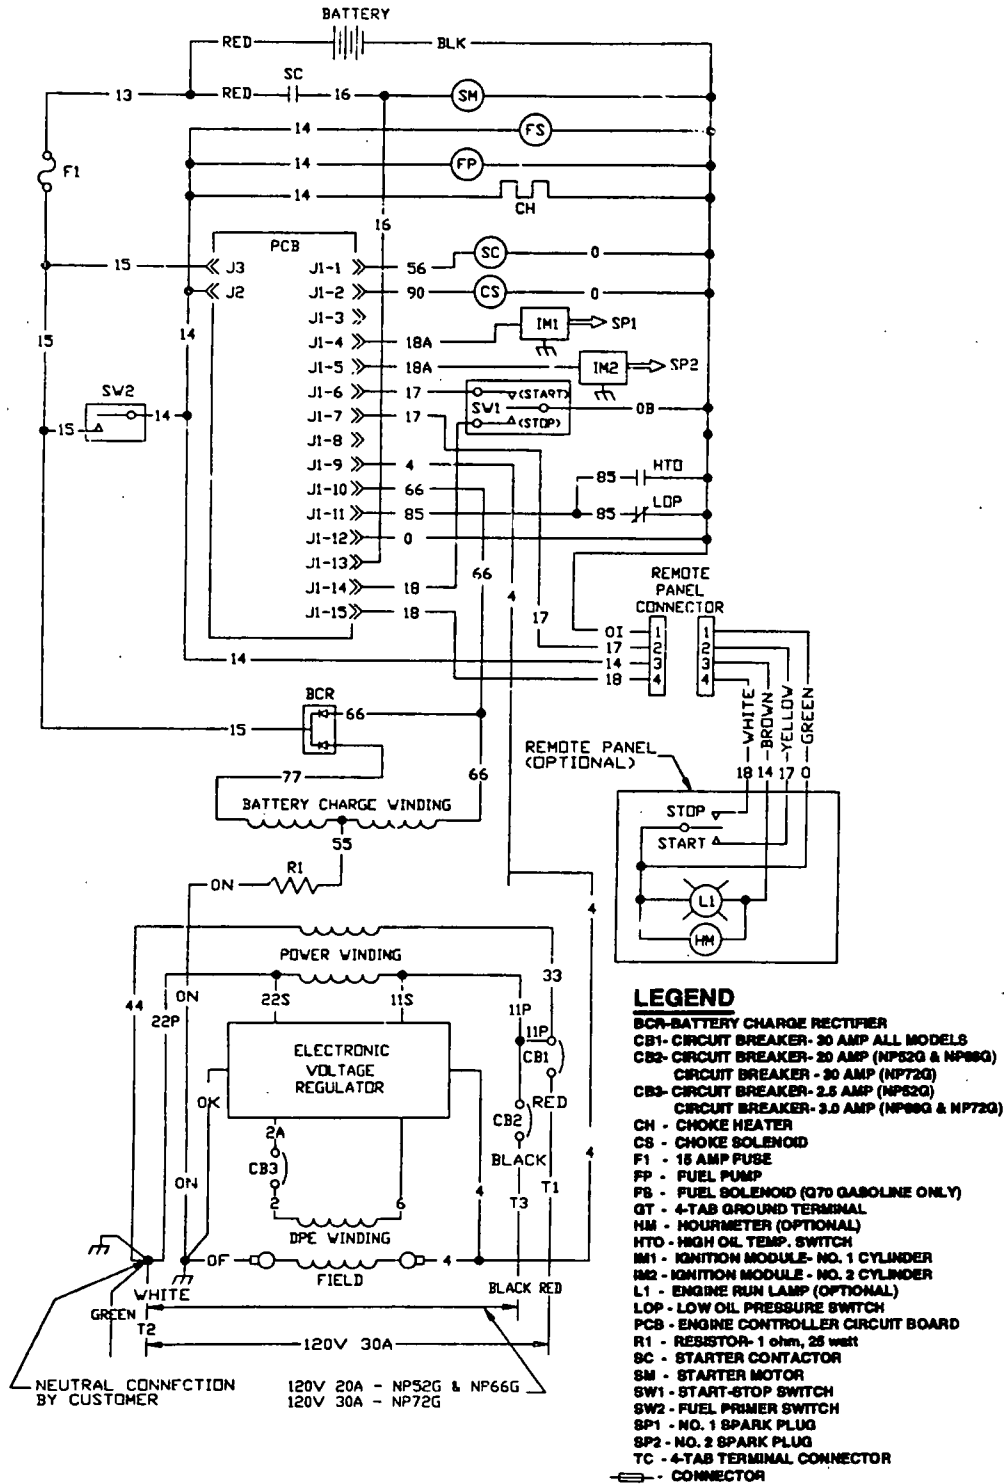 BATTERY
RED
BLK
SC
13
RED
16
SM
14
FS
F1
14
FP
14
CH
16
PCB
15
J3
J1-1
56
SC
0
J2
J1-2
90
CS
0
J1-3
IM1
SP1
14
15
J1-4
18A
J1-5
18A
IM2
SP2
SW2
J1-6
17
(START)
SW1
0B
14
J1-7
17
(STOP)
15
J1-8
J1-9
4
85
HTO
J1-10
66
LOP
J1-11
85
85
J1-12
0
J1-13
66
REMOTE
PANEL
CONNECTOR
J1-14
18
4
J1-15
18
17
0I
1
1
17
2
2
14
14
3
3
18
4
4
BCR
66
15
WHITE
BROWN
YELLOW
GREEN
REMOTE PANEL
(OPTIONAL)
77
66
18
14
17
0
BATTERY CHARGE WINDING
STOP
START
55
R1
0N
L1
4
HM
POWER WINDING
33
44
0N
22P
22S
11S
11P
11P
CB1
ELECTRONIC
VOLTAGE
REGULATOR
0K
RED
2A
CB2
BLACK
CB3
4
0N
2
6
4
T3
T1
DPE WINDING
0F
4
FIELD
WHITE
BLACK RED
GREEN
T2
120V 30A
NEUTRAL CONNECTION
BY CUSTOMER
120V 20A - NP52G & NP66G
120V 30A - NP72G
LEGEND
BCR-BATTERY CHARGE RECTIFIER
CB1- CIRCUIT BREAKER- 30 AMP ALL MODELS
CB2- CIRCUIT BREAKER- 20 AMP (NP52G & NP66G)
CIRCUIT BREAKER - 30 AMP (NP72G)
CB3- CIRCUIT BREAKER- 2.5 AMP (NP52G)
CIRCUIT BREAKER- 3.0 AMP (NP66G & NP72G)
CH - CHOKE HEATER
CS - CHOKE SOLENOID
F1 - 15 AMP FUSE
FP - FUEL PUMP
FS - FUEL SOLENOID (G70 GASOLINE ONLY)
GT - 4-TAB GROUND TERMINAL
HM - HOURMETER (OPTIONAL)
HTO - HIGH OIL TEMP. SWITCH
IM1 - IGNITION MODULE- NO. 1 CYLINDER
IM2 - IGNITION MODULE - NO. 2 CYLINDER
L1 - ENGINE RUN LAMP (OPTIONAL)
LOP - LOW OIL PRESSURE SWITCH
PCB - ENGINE CONTROLLER CIRCUIT BOARD
R1 - RESISTOR- 1 ohm, 25 watt
SC - STARTER CONTACTOR
SM - STARTER MOTOR
SW1 - START-STOP SWITCH
SW2 - FUEL PRIMER SWITCH
SP1 - NO. 1 SPARK PLUG
SP2 - NO. 2 SPARK PLUG
TC - 4-TAB TERMINAL CONNECTOR
- CONNECTOR